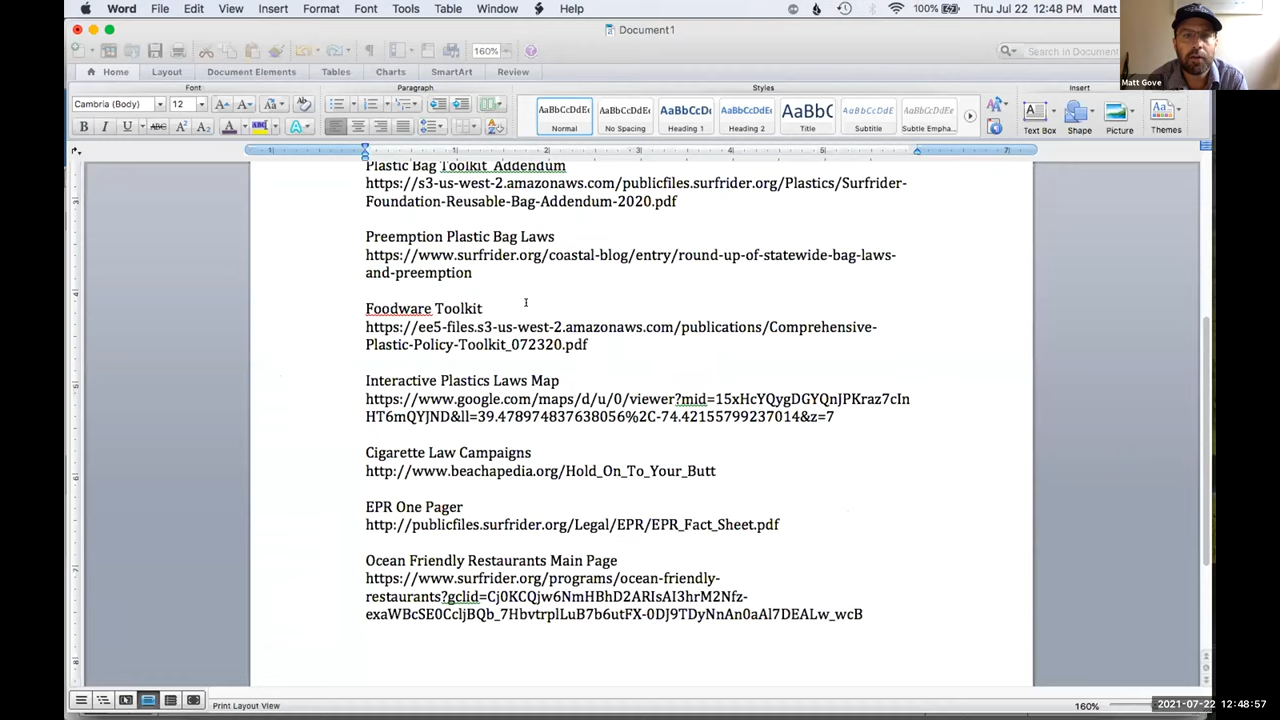 Word File Edit View Insert Format Font Tools Table Window Help 100% Thu Jul 22 12:48 PM Matt
Document1
160%
Search in Document
Home Layout Document Elements Tables Charts SmartArt Review
Font Paragraph Styles Insert Themes
Cambria (Body) 12
AaBbCcDdEe AaBbCcDdEe AaBbCcDc AaBbCcDdEe AaBbC AaBbCcDdEe AaBbCcDdEe
Normal No Spacing Heading 1 Heading 2 Title Subtitle Subtle Empha... Text Box Shape Picture Themes
Matt Gove
Plastic Bag Toolkit Addendum
https://s3-us-west-2.amazonaws.com/publicfiles.surfrider.org/Plastics/Surfrider-
Foundation-Reusable-Bag-Addendum-2020.pdf
Preemption Plastic Bag Laws
https://www.surfrider.org/coastal-blog/entry/round-up-of-statewide-bag-laws-
and-preemption
Foodware Toolkit
https://ee5-files.s3-us-west-2.amazonaws.com/publications/Comprehensive-
Plastic-Policy-Toolkit_072320.pdf
Interactive Plastics Laws Map
https://www.google.com/maps/d/u/0/viewer?mid=15xHcYQygDGYQnJPKraz7cIn
HT6mQYJND&ll=39.478974837638056%2C-74.42155799237014&z=7
Cigarette Law Campaigns
http://www.beachapedia.org/Hold_On_To_Your_Butt
EPR One Pager
http://publicfiles.surfrider.org/Legal/EPR/EPR_Fact_Sheet.pdf
Ocean Friendly Restaurants Main Page
https://www.surfrider.org/programs/ocean-friendly-
restaurants?gclid=Cj0KCQjw6NmHBhD2ARIsAI3hrM2Nfz-
exaWBcSE0CcljBQb_7HbvtrplLuB7b6utFX-0DJ9TDyNnAn0aAl7DEALw_wcB
Print Layout View 160%
2021-07-22 12:48:57